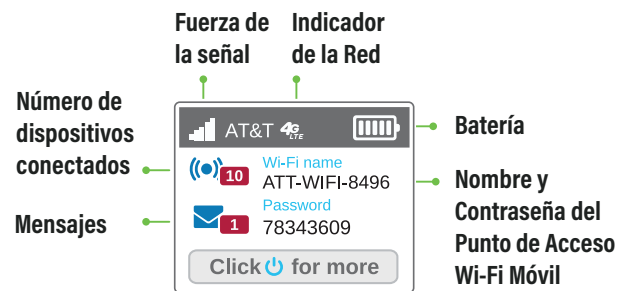 Fuerza de
la señal
Indicador
de la Red
Número de
dispositivos
conectados
Mensajes
AT&T 4G LTE
10
Wi-Fi name
ATT-WIFI-8496
1
Password
78343609
Click for more
Batería
Nombre y
Contraseña del
Punto de Acceso
Wi-Fi Móvil